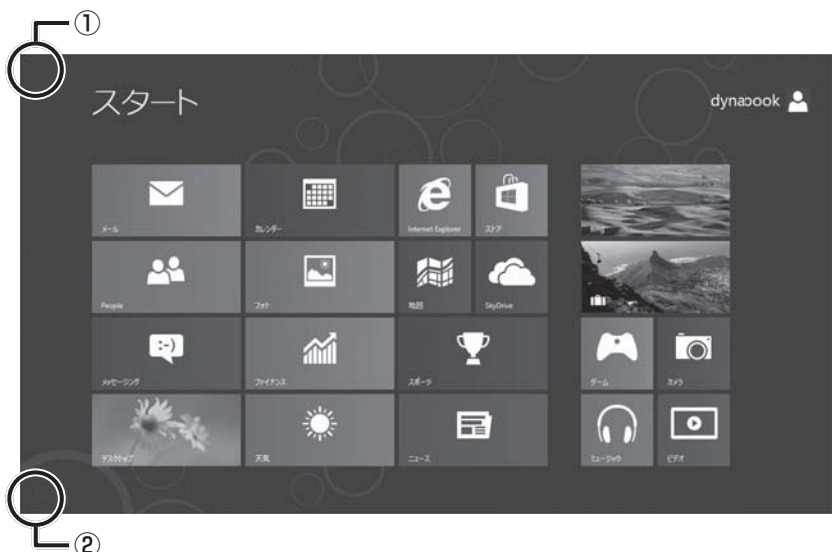 ①
スタート
dynabook
メール
カレンダー
Internet Explorer
ストア
Bing
People
フォト
地図
SkyDrive
メッセージング
ファイナンス
スポーツ
ゲーム
カメラ
デスクトップ
天気
ニュース
ミュージック
ビデオ
②